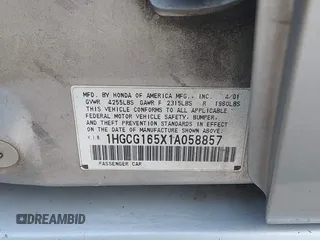 MFD. BY HONDA OF AMERICA MFG., INC. 4/01
GVWR 4255LBS GAWR F 2315LBS R 1980LBS
THIS VEHICLE CONFORMS TO ALL APPLICABLE
FEDERAL MOTOR VEHICLE SAFETY, BUMPER,
AND THEFT PREVENTION STANDARDS IN EFFECT
ON THE DATE OF MANUFACTURE SHOWN ABOVE.
V.I.N. 1HGCG165X1A058857
PASSENGER CAR
1DREAMBID